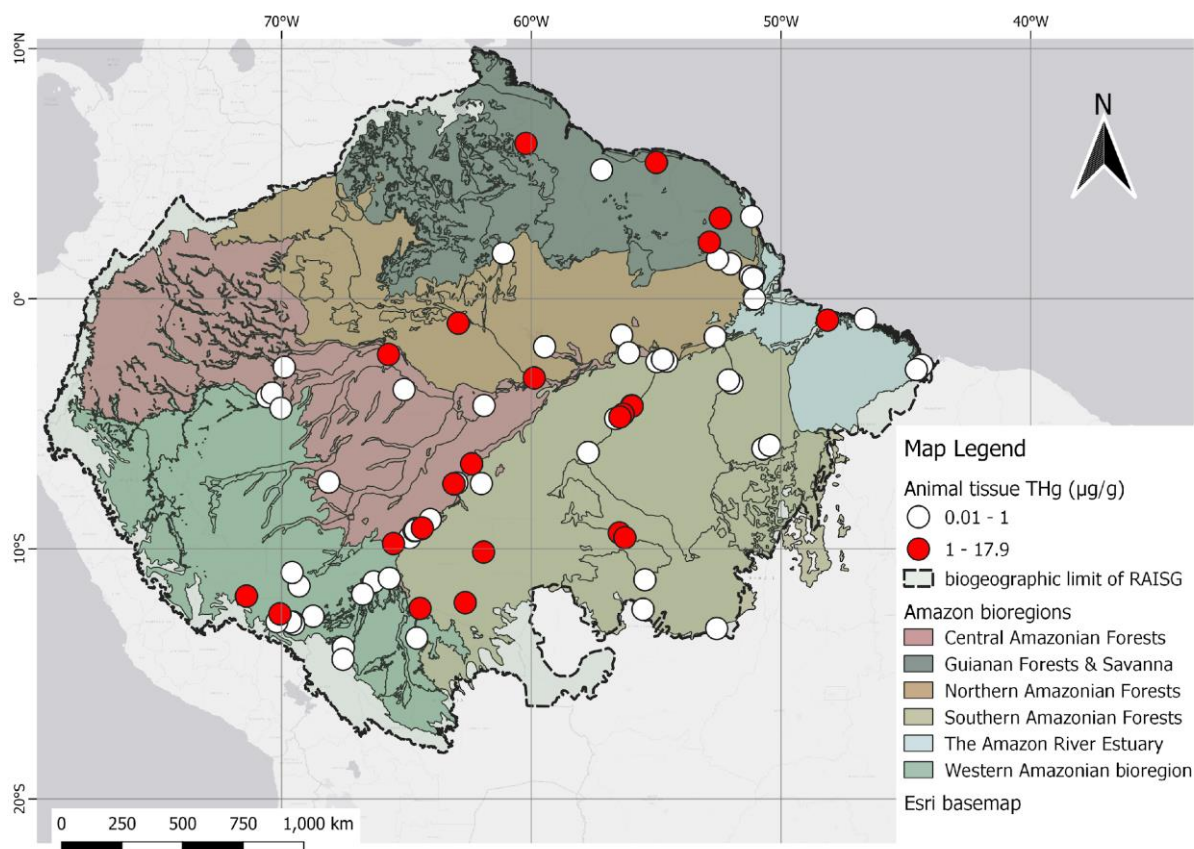 70°W 60°W 50°W 40°W
10°N
N
0°
10°S
20°S
Map Legend
Animal tissue THg (µg/g)
0.01 - 1
1 - 17.9
biogeographic limit of RAISG
Amazon bioregions
Central Amazonian Forests
Guianan Forests & Savanna
Northern Amazonian Forests
Southern Amazonian Forests
The Amazon River Estuary
Western Amazonian bioregion
Esri basemap
0 250 500 750 1,000 km